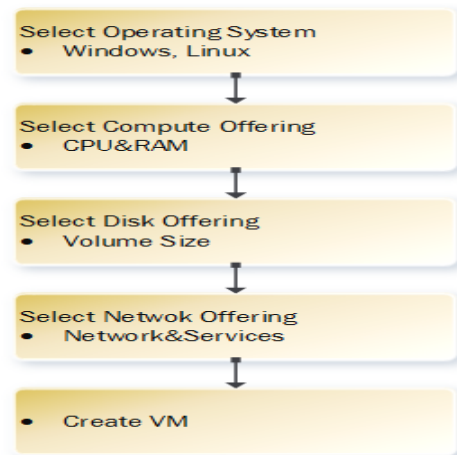 Select Operating System
• Windows, Linux
Select Compute Offering
• CPU&RAM
Select Disk Offering
• Volume Size
Select Netwok Offering
• Network&Services
• Create VM